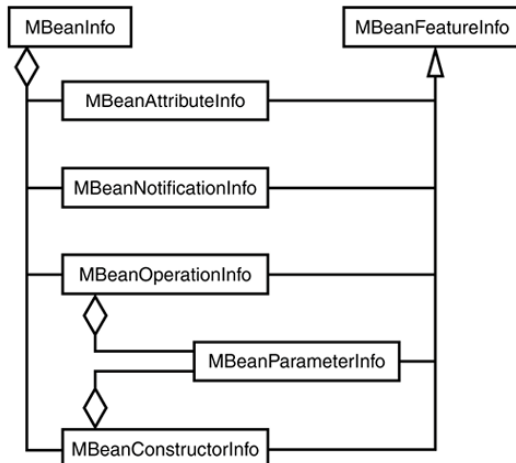 MBeanInfo
MBeanFeatureInfo
MBeanAttributeInfo
MBeanNotificationInfo
MBeanOperationInfo
MBeanParameterInfo
MBeanConstructorInfo